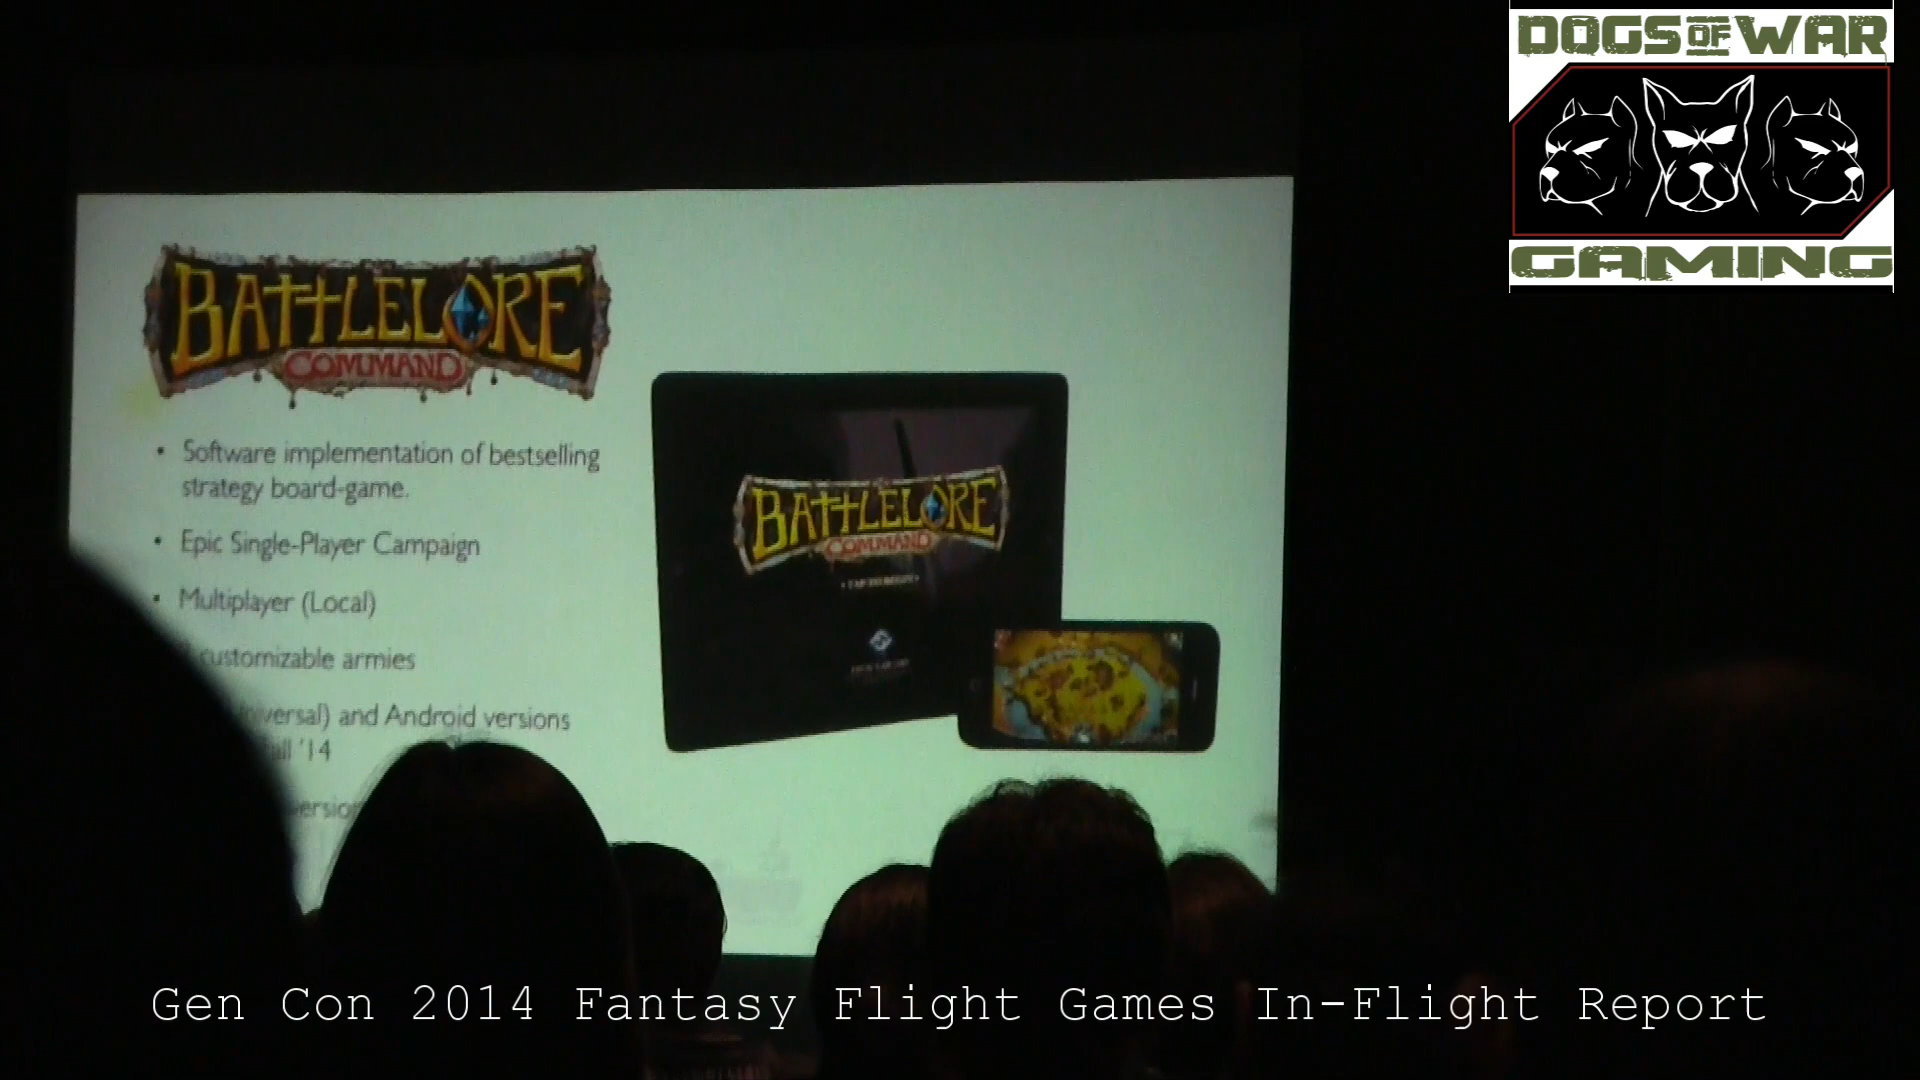 DOGS OF WAR
GAMING
BATTLELORE
COMMAND
• Software implementation of bestselling
strategy board-game.
• Epic Single-Player Campaign
• Multiplayer (Local)
customizable armies
and Android versions
'14
BATTLELORE
COMMAND
Gen Con 2014 Fantasy Flight Games In-Flight Report